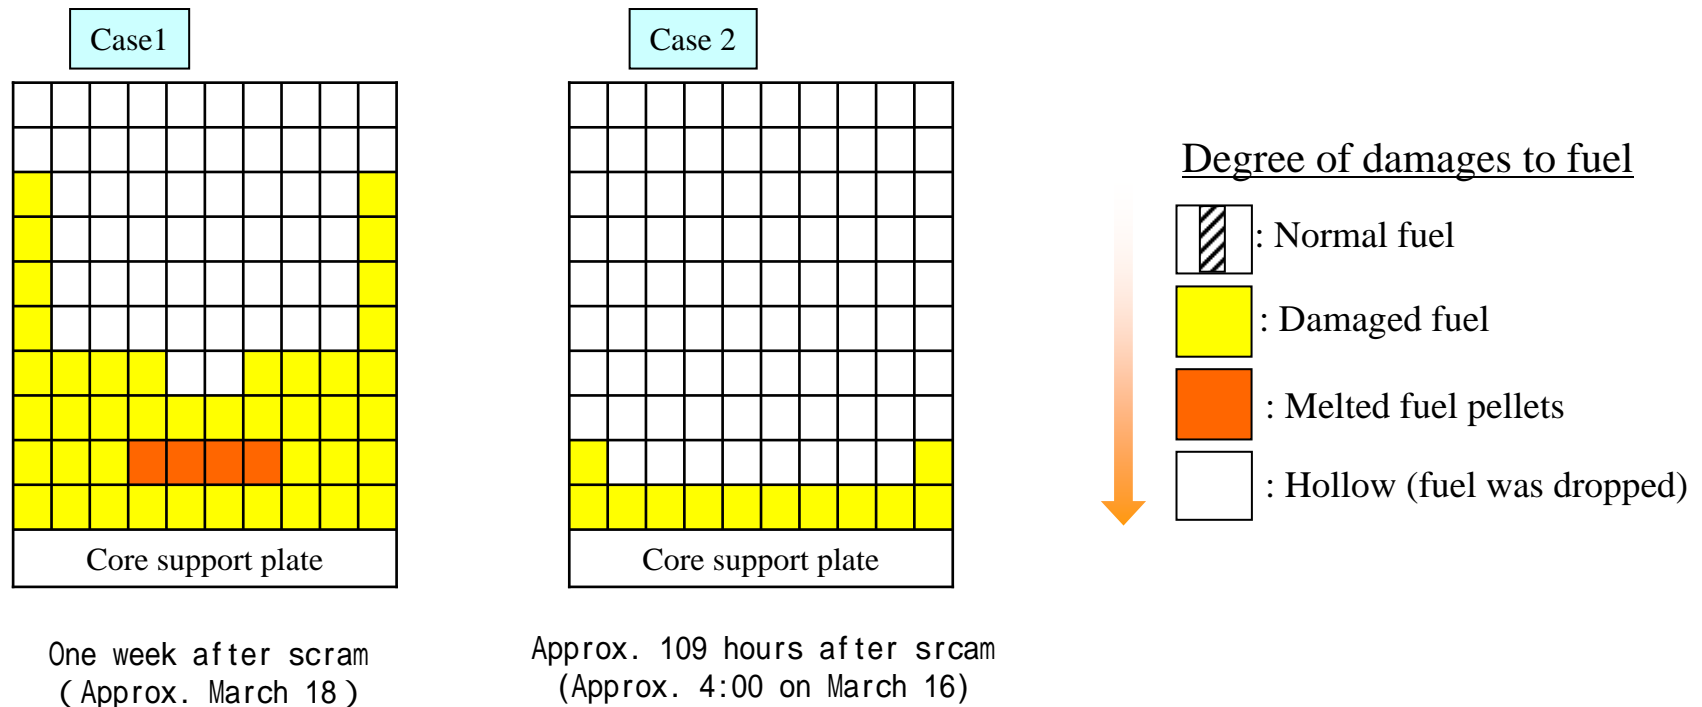 Case1
Case 2
Core support plate
Core support plate
One week after scram
(Approx. March 18)
Approx. 109 hours after srcam
(Approx. 4:00 on March 16)
Degree of damages to fuel
: Normal fuel
: Damaged fuel
: Melted fuel pellets
: Hollow (fuel was dropped)